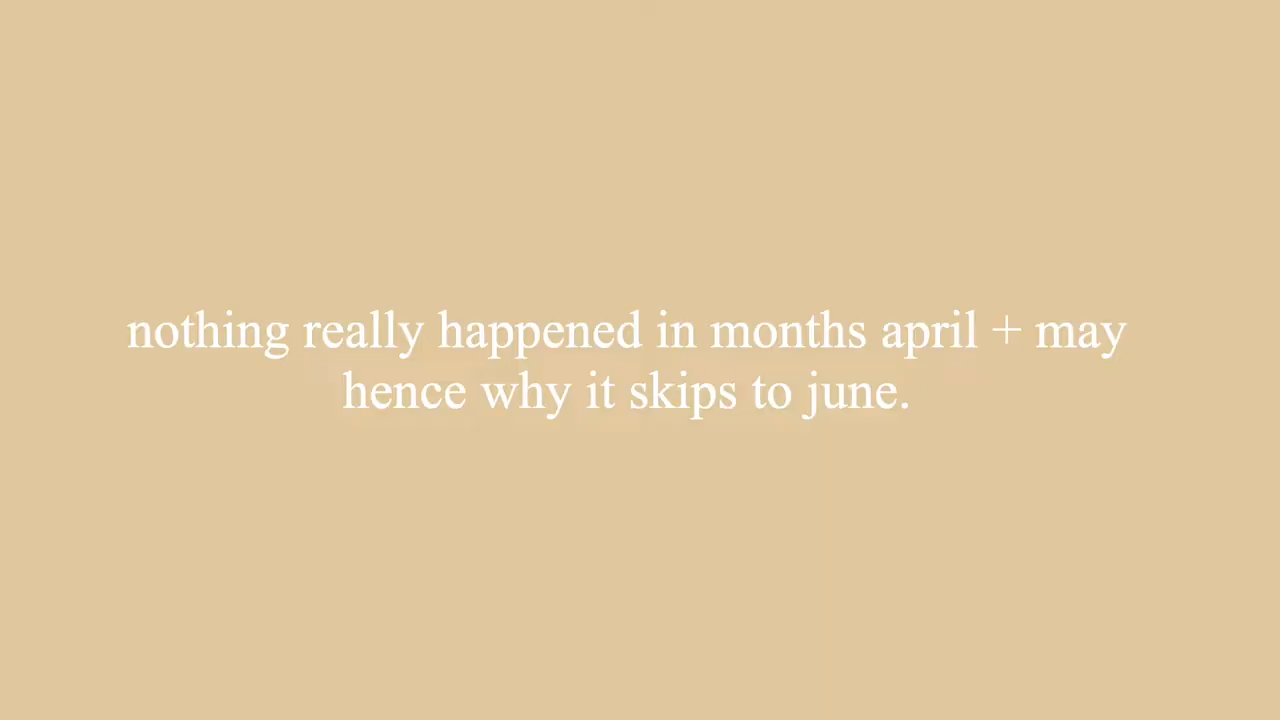 nothing really happened in months april + may
hence why it skips to june.